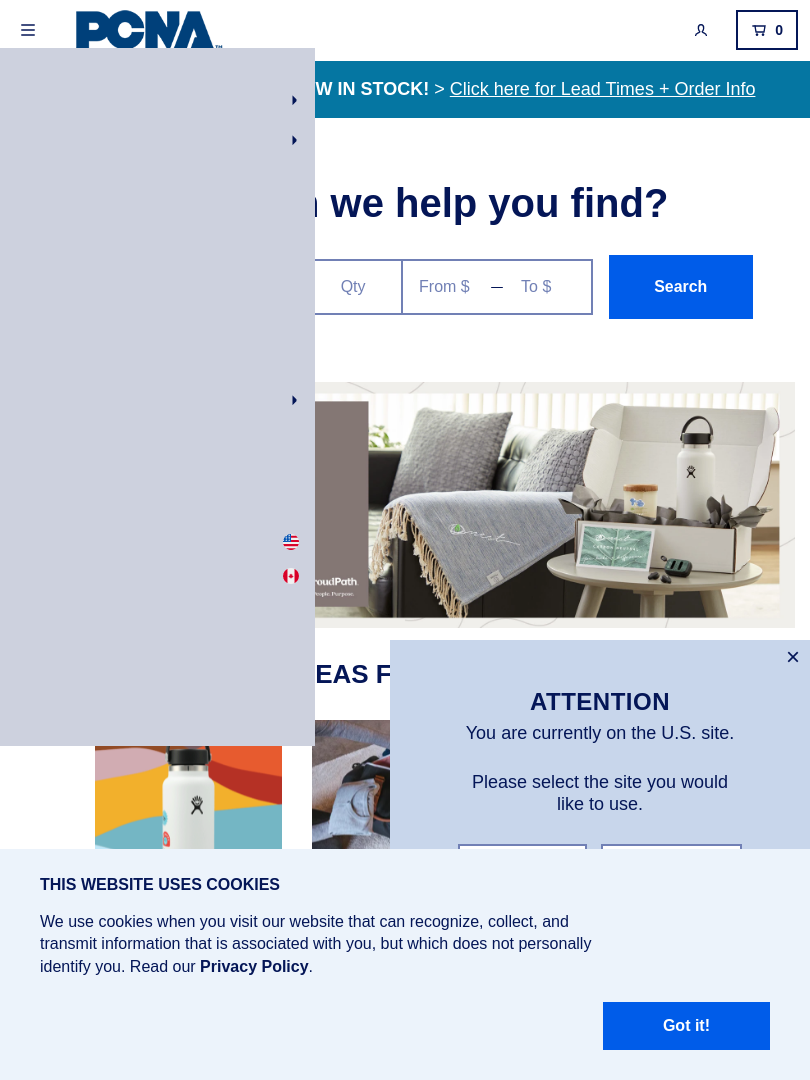 PCNA™
0
W IN STOCK! > Click here for Lead Times + Order Info
we help you find?
Qty
From $ — To $
Search
roudPath
People. Purpose.
EAS F
×
ATTENTION
You are currently on the U.S. site.
Please select the site you would
like to use.
THIS WEBSITE USES COOKIES
We use cookies when you visit our website that can recognize, collect, and
transmit information that is associated with you, but which does not personally
identify you. Read our Privacy Policy.
Got it!